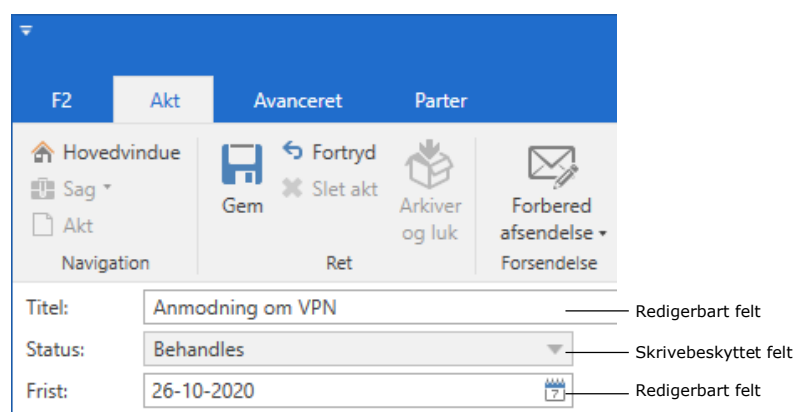 F2 Akt Avanceret Parter
Hovedvindue
Sag
Akt
Navigation
Gem
Fortryd
Slet akt
Arkiver
og luk
Ret
Forbered
afsendelse
Forsendelse
Titel: Anmodning om VPN Redigerbart felt
Status: Behandles Skrivebeskyttet felt
Frist: 26-10-2020 7 Redigerbart felt